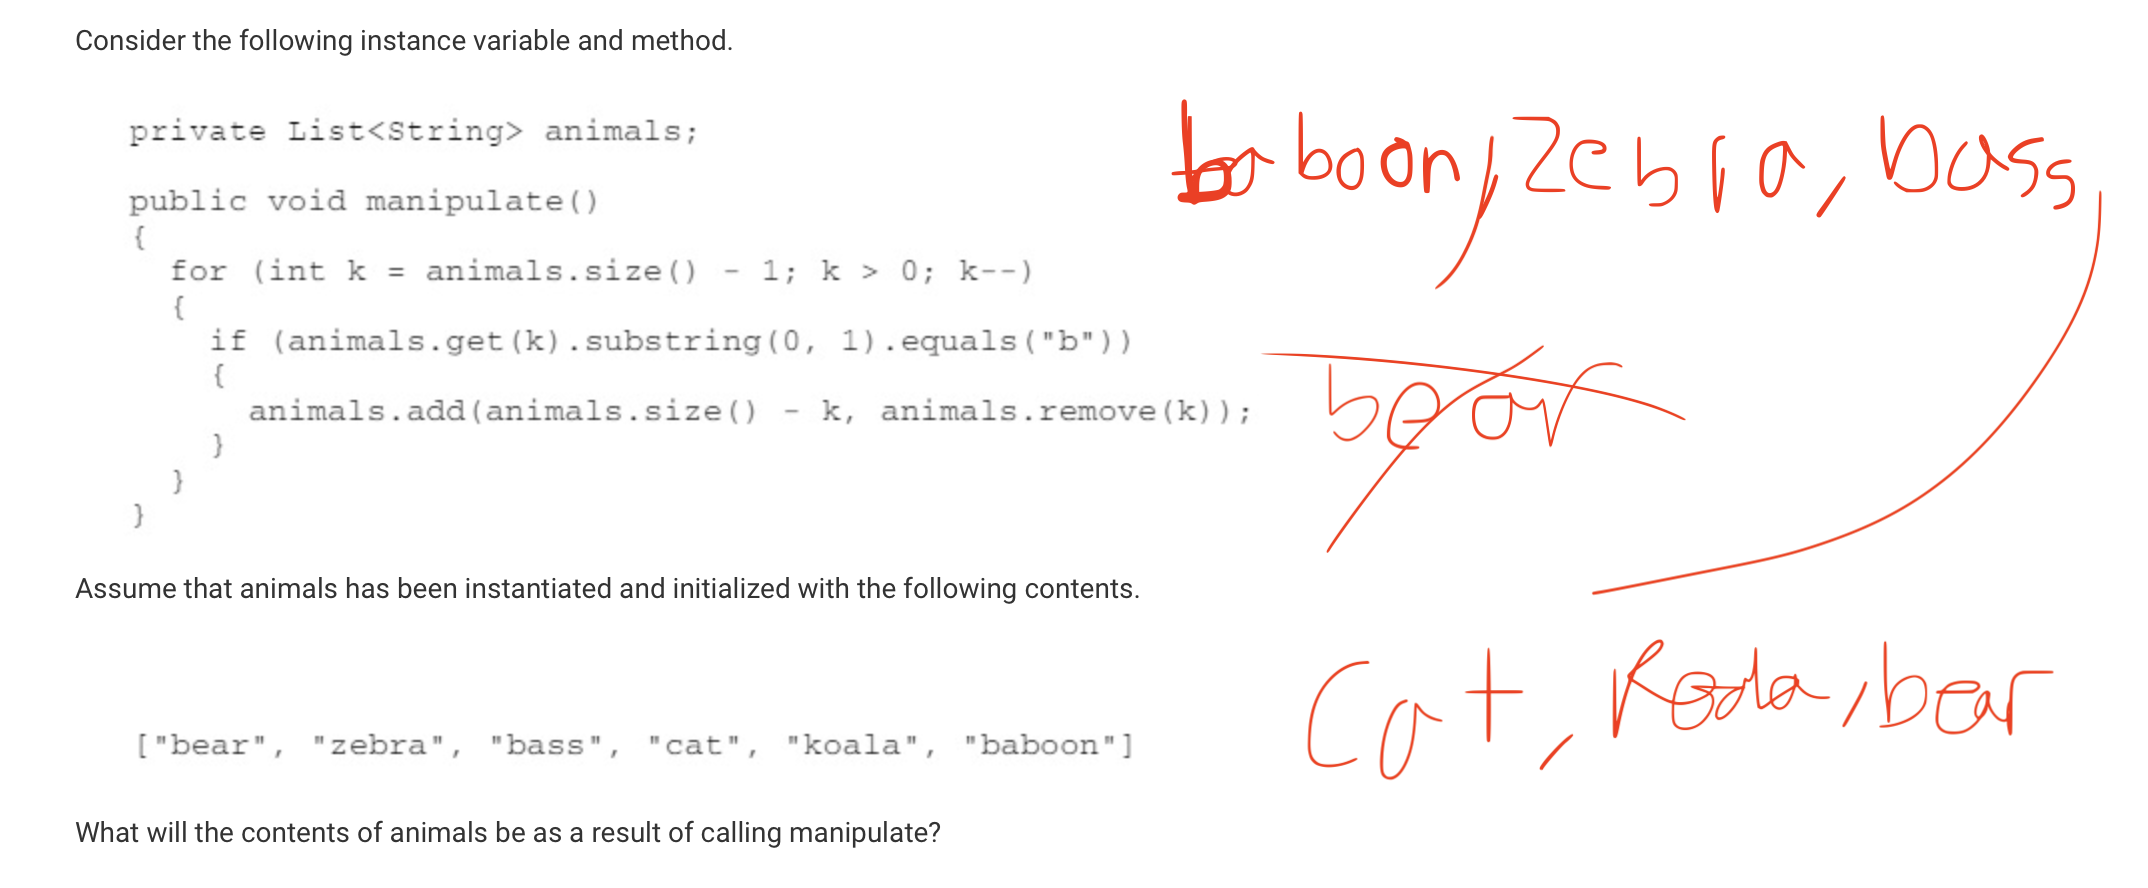 Consider the following instance variable and method.
private List<String> animals;
public void manipulate()
{
for (int k = animals.size() - 1; k > 0; k--)
{
if (animals.get(k).substring(0, 1).equals("b"))
{
animals.add(animals.size() - k, animals.remove(k));
}
}
}
Assume that animals has been instantiated and initialized with the following contents.
["bear", "zebra", "bass", "cat", "koala", "baboon"]
What will the contents of animals be as a result of calling manipulate?
baboon, zebra, bass,
bear
cat, koala, bear